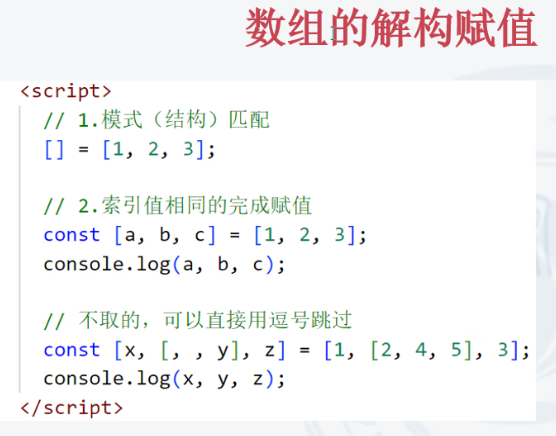 数组的解构赋值
<script>
// 1.模式（结构）匹配
[] = [1, 2, 3];
// 2.索引值相同的完成赋值
const [a, b, c] = [1, 2, 3];
console.log(a, b, c);
// 不取的，可以直接用逗号跳过
const [x, [, , y], z] = [1, [2, 4, 5], 3];
console.log(x, y, z);
</script>